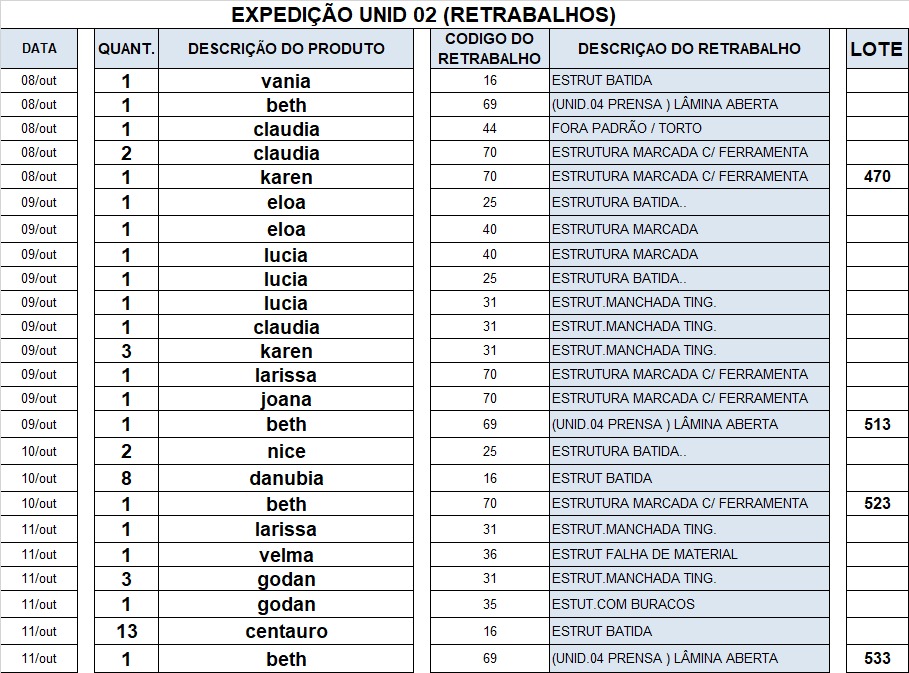 EXPEDIÇÃO UNID 02 (RETRABALHOS)
DATA QUANT. DESCRIÇÃO DO PRODUTO CODIGO DO RETRABALHO DESCRIÇAO DO RETRABALHO LOTE
08/out 1 vania 16 ESTRUT BATIDA
08/out 1 beth 69 (UNID.04 PRENSA ) LÂMINA ABERTA
08/out 1 claudia 44 FORA PADRÃO / TORTO
08/out 2 claudia 70 ESTRUTURA MARCADA C/ FERRAMENTA
08/out 1 karen 70 ESTRUTURA MARCADA C/ FERRAMENTA 470
09/out 1 eloa 25 ESTRUTURA BATIDA..
09/out 1 eloa 40 ESTRUTURA MARCADA
09/out 1 lucia 40 ESTRUTURA MARCADA
09/out 1 lucia 25 ESTRUTURA BATIDA..
09/out 1 lucia 31 ESTRUT.MANCHADA TING.
09/out 1 claudia 31 ESTRUT.MANCHADA TING.
09/out 3 karen 31 ESTRUT.MANCHADA TING.
09/out 1 larissa 70 ESTRUTURA MARCADA C/ FERRAMENTA
09/out 1 joana 70 ESTRUTURA MARCADA C/ FERRAMENTA
09/out 1 beth 69 (UNID.04 PRENSA ) LÂMINA ABERTA 513
10/out 2 nice 25 ESTRUTURA BATIDA..
10/out 8 danubia 16 ESTRUT BATIDA
10/out 1 beth 70 ESTRUTURA MARCADA C/ FERRAMENTA 523
11/out 1 larissa 31 ESTRUT.MANCHADA TING.
11/out 1 velma 36 ESTRUT FALHA DE MATERIAL
11/out 3 godan 31 ESTRUT.MANCHADA TING.
11/out 1 godan 35 ESTUT.COM BURACOS
11/out 13 centauro 16 ESTRUT BATIDA
11/out 1 beth 69 (UNID.04 PRENSA ) LÂMINA ABERTA 533